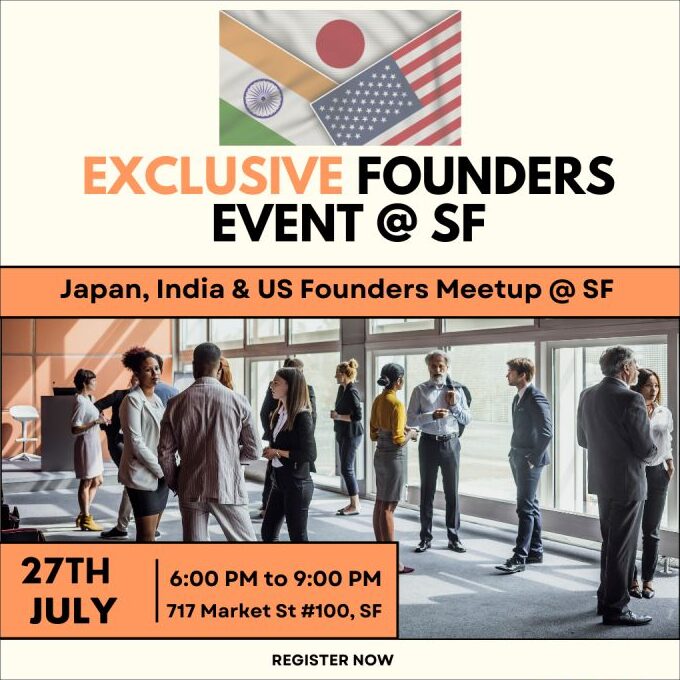 EXCLUSIVE FOUNDERS
EVENT @ SF
Japan, India & US Founders Meetup @ SF
27TH
JULY
6:00 PM to 9:00 PM
717 Market St #100, SF
REGISTER NOW